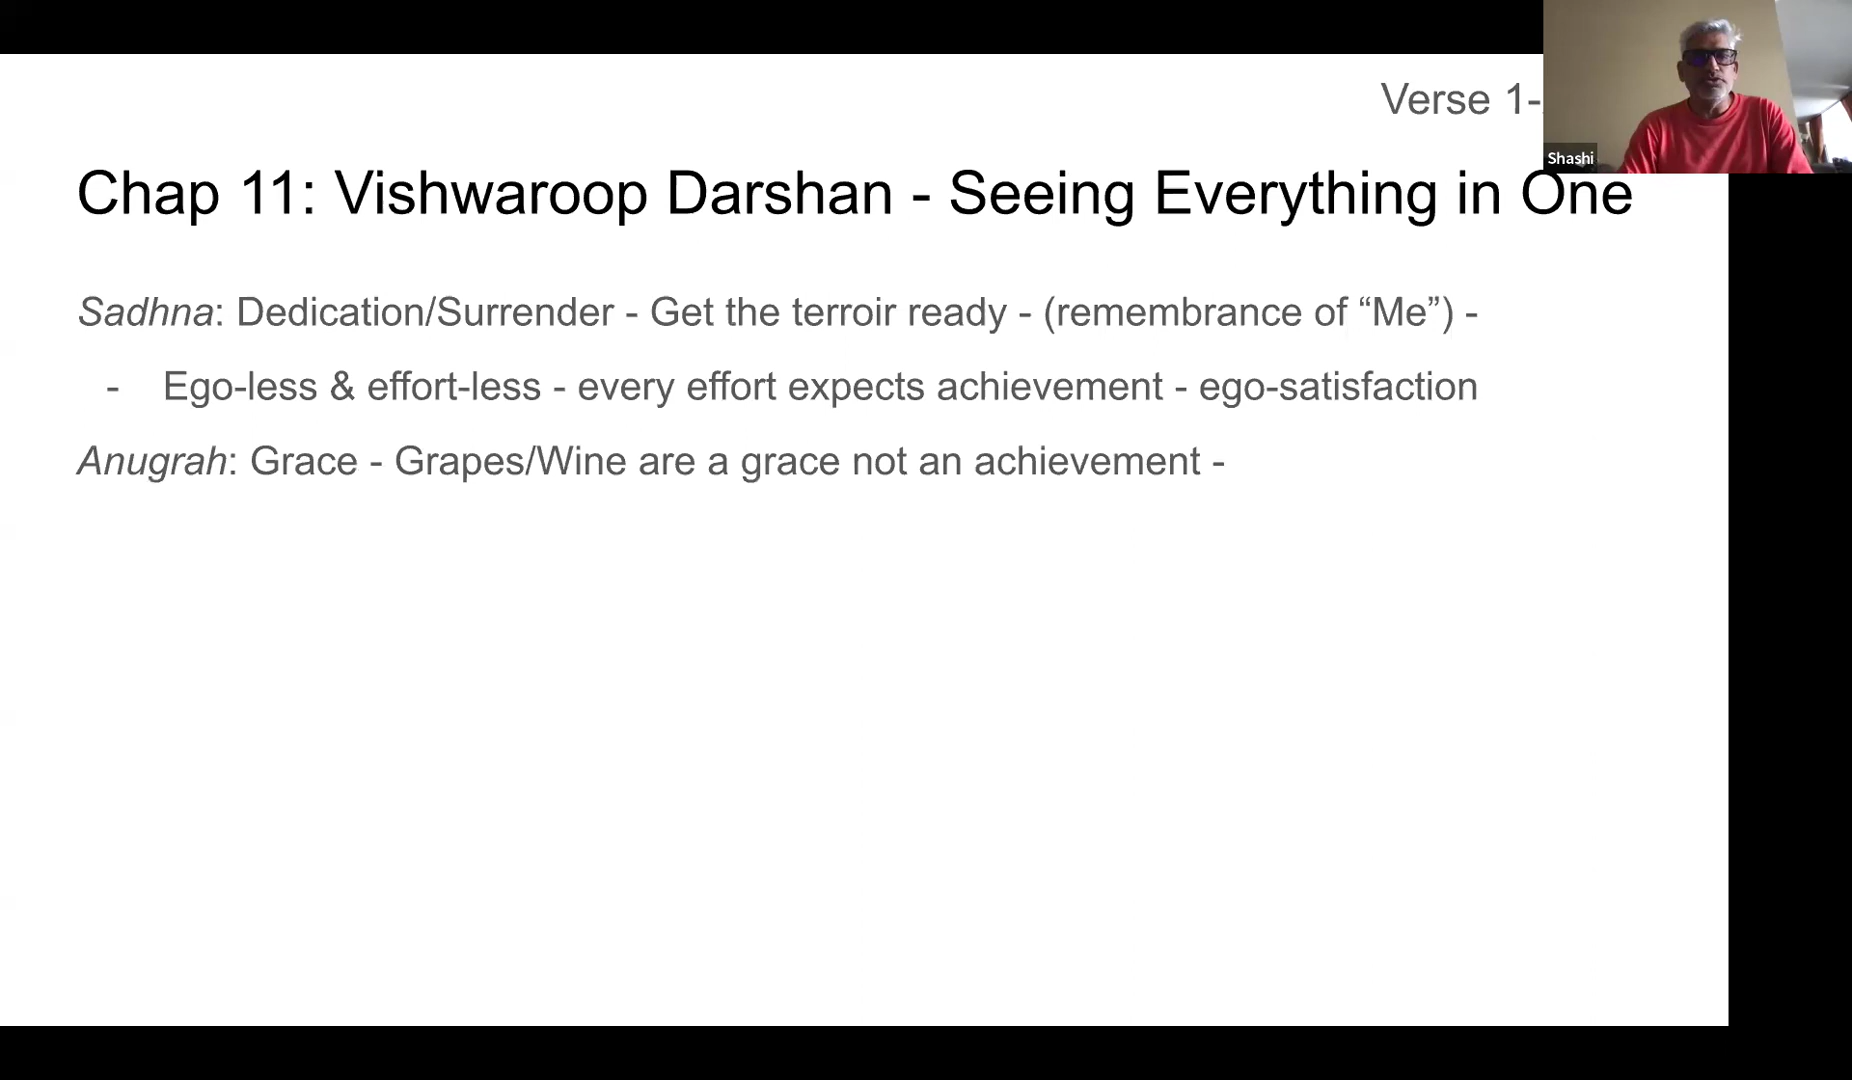 Verse 1-
Shashi
Chap 11: Vishwaroop Darshan - Seeing Everything in One
Sadhna: Dedication/Surrender - Get the terroir ready - (remembrance of “Me”) -
- Ego-less & effort-less - every effort expects achievement - ego-satisfaction
Anugrah: Grace - Grapes/Wine are a grace not an achievement -